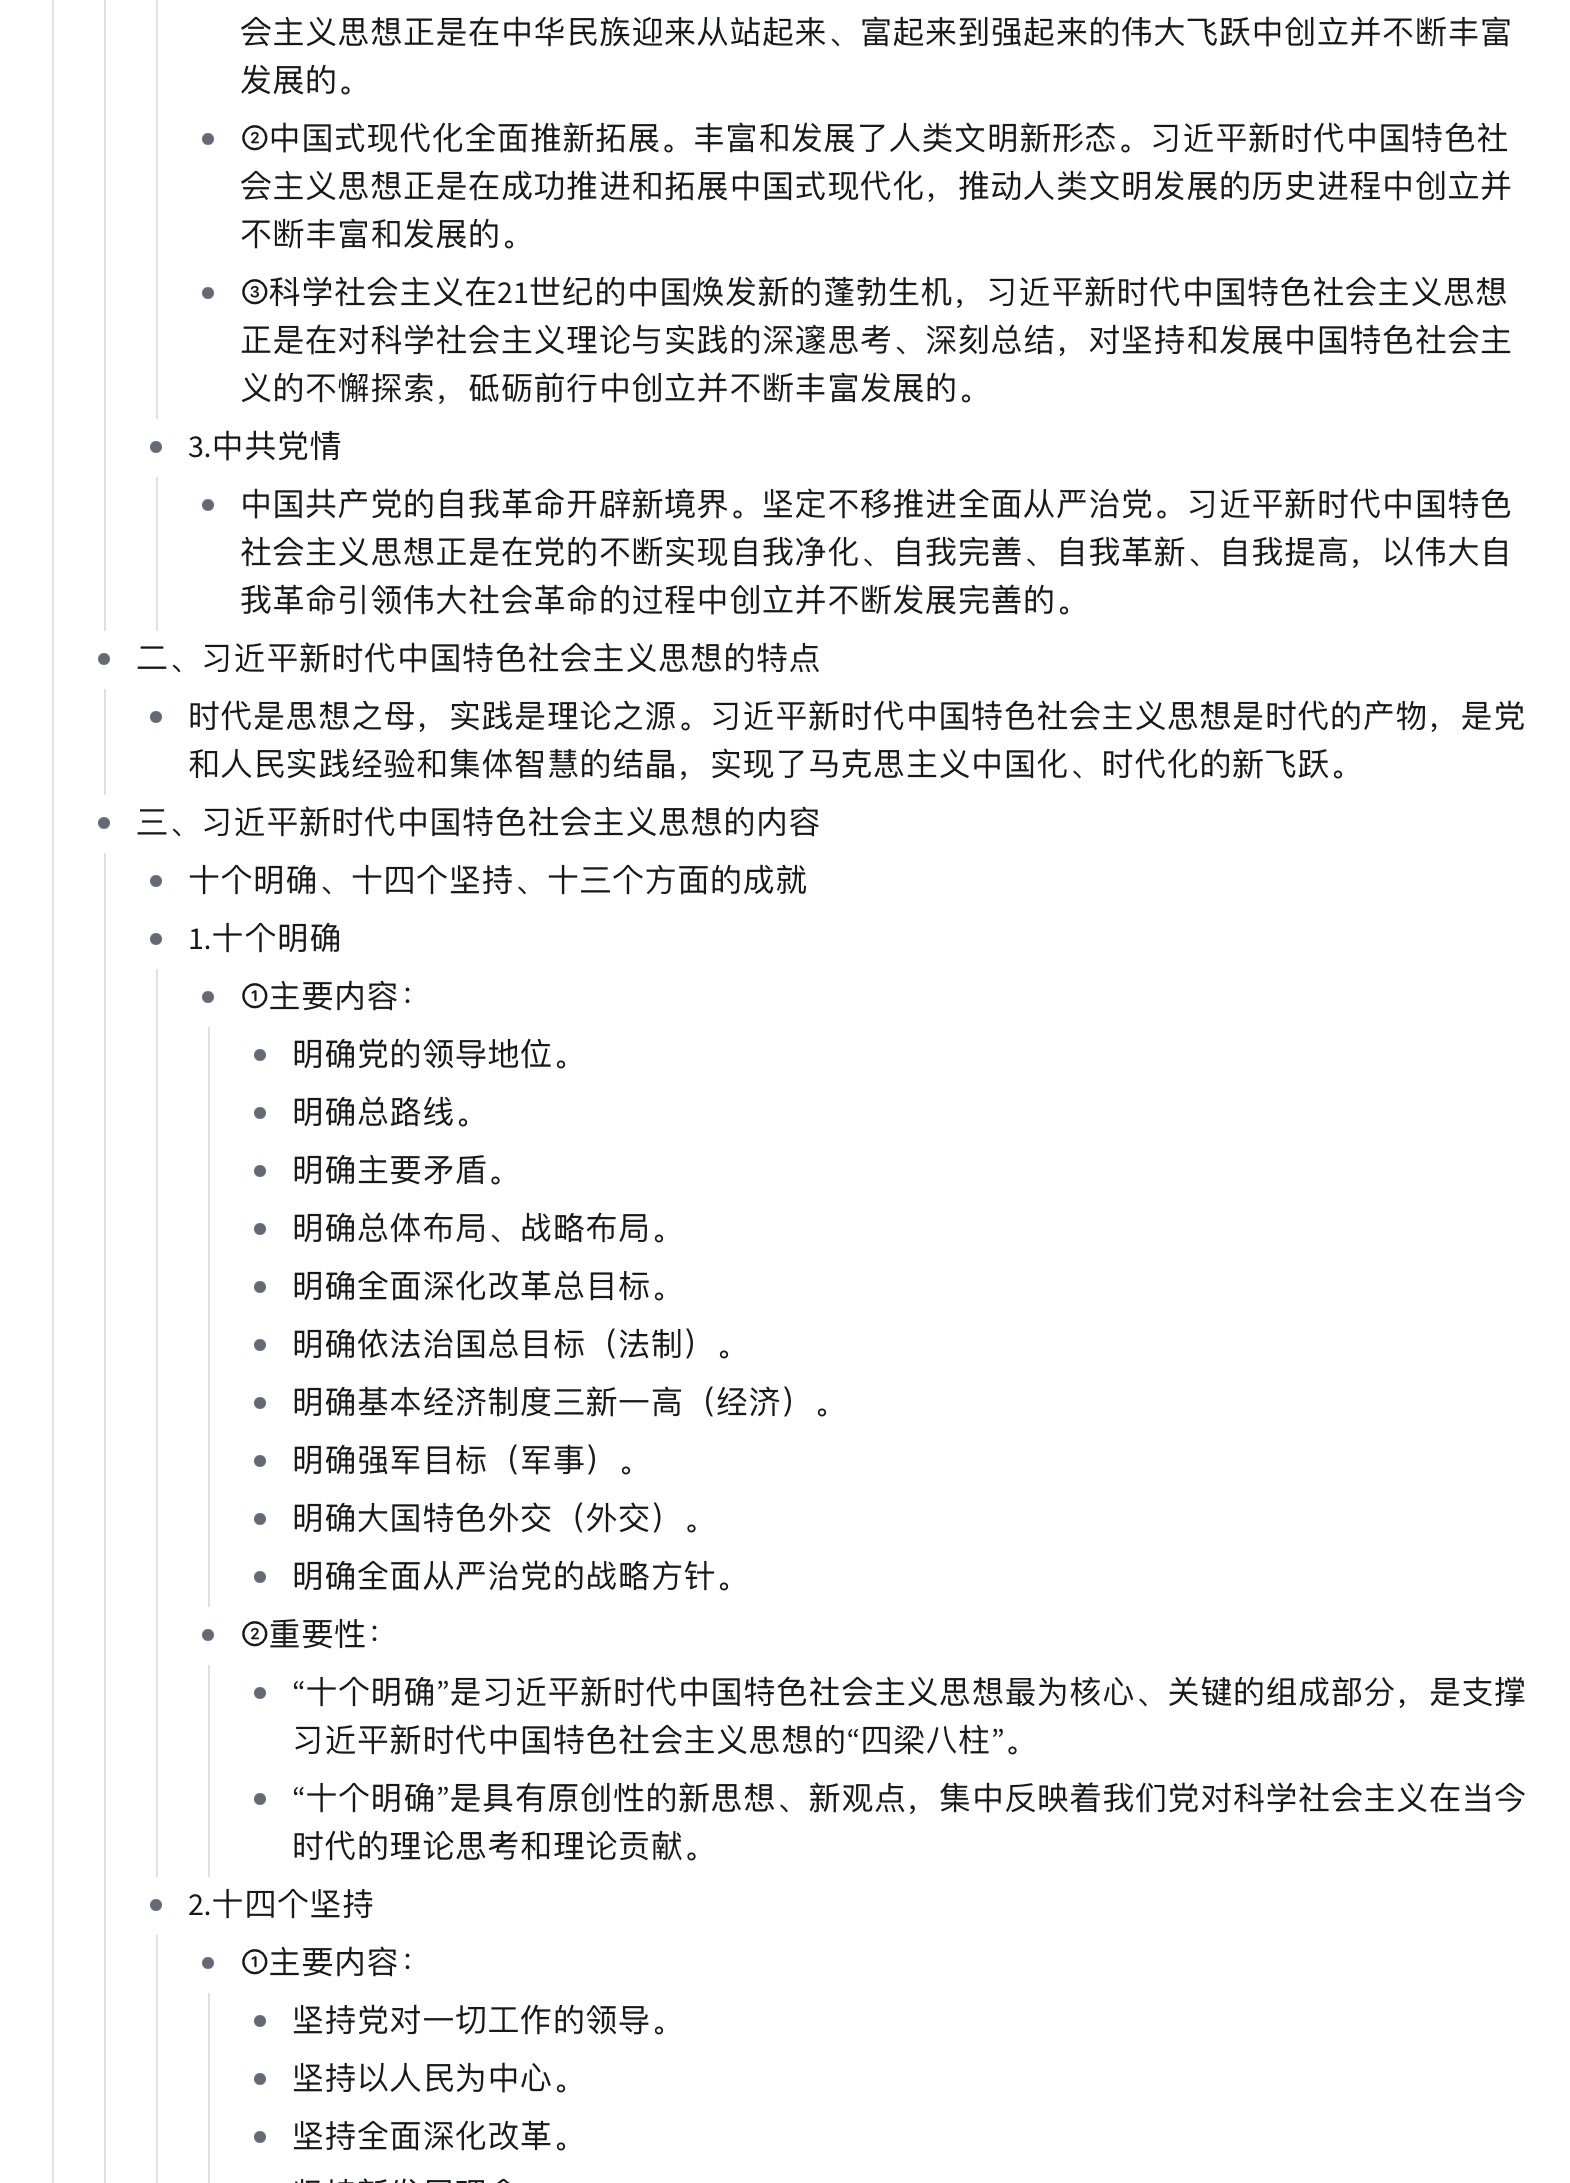 会主义思想正是在中华民族迎来从站起来、富起来到强起来的伟大飞跃中创立并不断丰富
发展的。
②中国式现代化全面推新拓展。丰富和发展了人类文明新形态。习近平新时代中国特色社
会主义思想正是在成功推进和拓展中国式现代化，推动人类文明发展的历史进程中创立并
不断丰富和发展的。
③科学社会主义在21世纪的中国焕发新的蓬勃生机，习近平新时代中国特色社会主义思想
正是在对科学社会主义理论与实践的深邃思考、深刻总结，对坚持和发展中国特色社会主
义的不懈探索，砥砺前行中创立并不断丰富发展的。
3.中共党情
中国共产党的自我革命开辟新境界。坚定不移推进全面从严治党。习近平新时代中国特色
社会主义思想正是在党的不断实现自我净化、自我完善、自我革新、自我提高，以伟大自
我革命引领伟大社会革命的过程中创立并不断发展完善的。
二、习近平新时代中国特色社会主义思想的特点
时代是思想之母，实践是理论之源。习近平新时代中国特色社会主义思想是时代的产物，是党
和人民实践经验和集体智慧的结晶，实现了马克思主义中国化、时代化的新飞跃。
三、习近平新时代中国特色社会主义思想的内容
十个明确、十四个坚持、十三个方面的成就
1.十个明确
①主要内容：
明确党的领导地位。
明确总路线。
明确主要矛盾。
明确总体布局、战略布局。
明确全面深化改革总目标。
明确依法治国总目标（法制）。
明确基本经济制度三新一高（经济）。
明确强军目标（军事）。
明确大国特色外交（外交）。
明确全面从严治党的战略方针。
②重要性：
“十个明确”是习近平新时代中国特色社会主义思想最为核心、关键的组成部分，是支撑
习近平新时代中国特色社会主义思想的“四梁八柱”。
“十个明确”是具有原创性的新思想、新观点，集中反映着我们党对科学社会主义在当今
时代的理论思考和理论贡献。
2.十四个坚持
①主要内容：
坚持党对一切工作的领导。
坚持以人民为中心。
坚持全面深化改革。